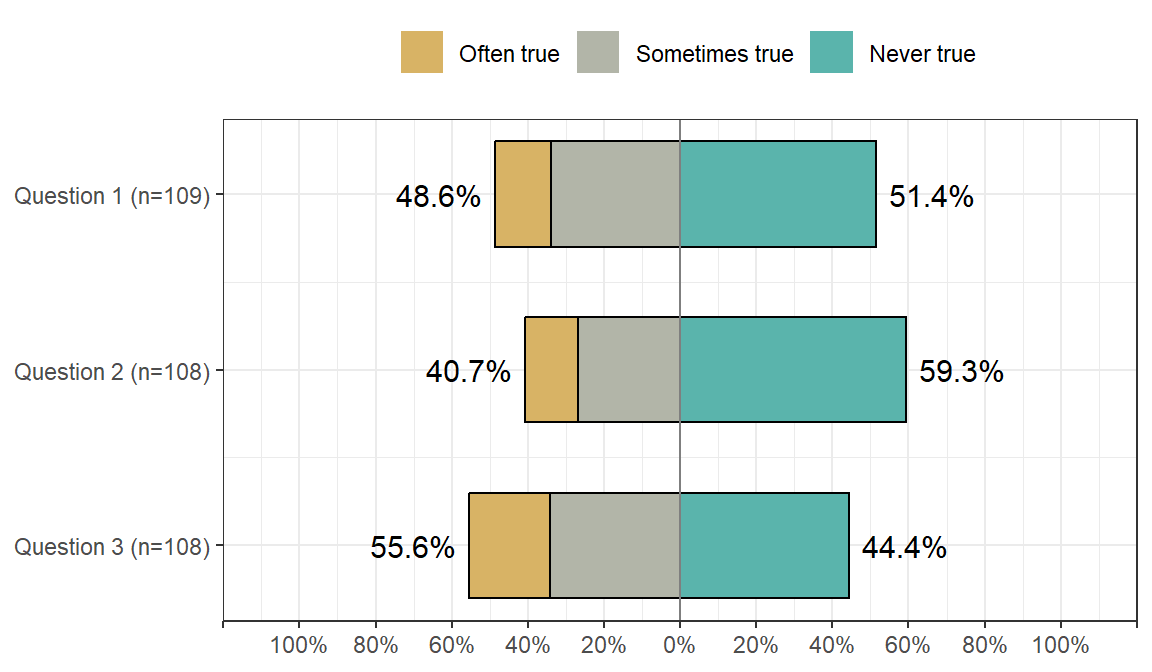 Often true Sometimes true Never true
Question 1 (n=109) 48.6% 51.4%
Question 2 (n=108) 40.7% 59.3%
Question 3 (n=108) 55.6% 44.4%
100% 80% 60% 40% 20% 0% 20% 40% 60% 80% 100%